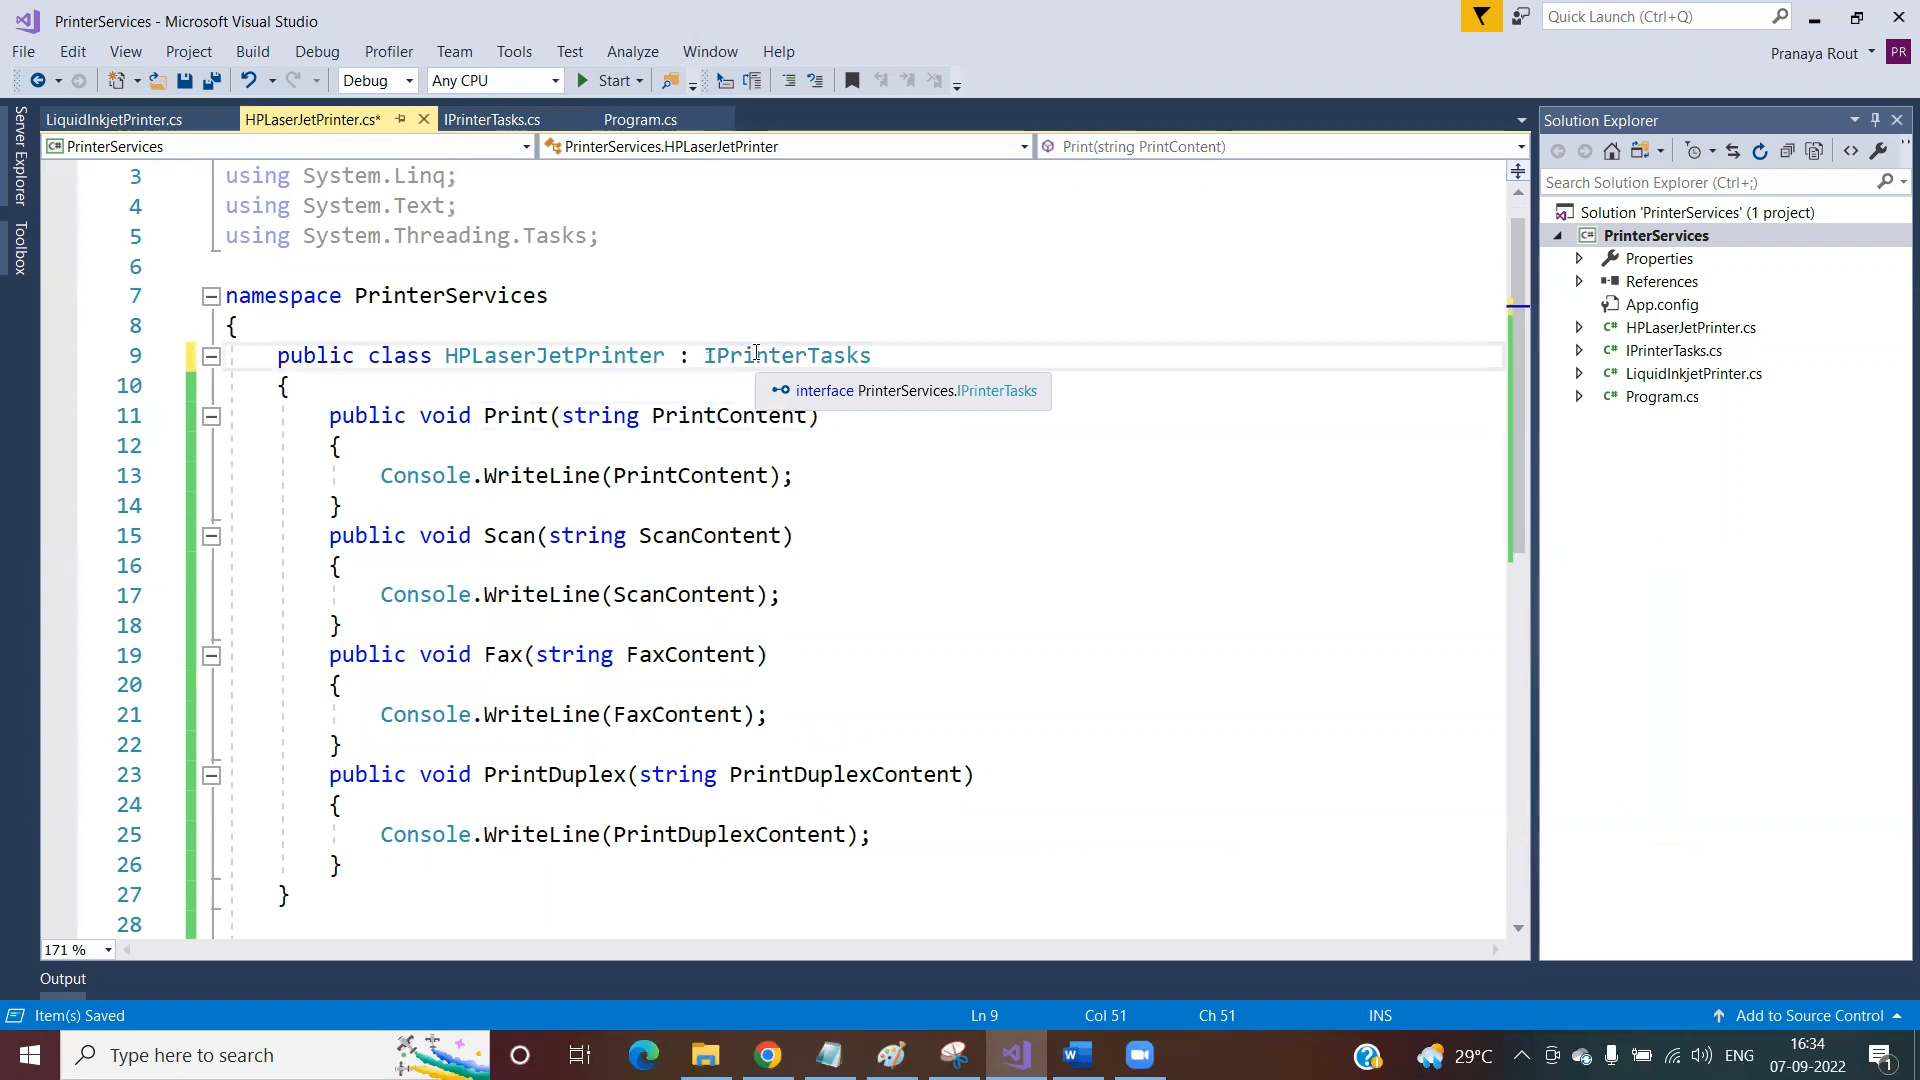 PrinterServices - Microsoft Visual Studio
Quick Launch (Ctrl+Q)
File Edit View Project Build Debug Profiler Team Tools Test Analyze Window Help
Pranaya Rout PR
Debug Any CPU Start
Server Explorer
Toolbox
LiquidInkjetPrinter.cs HPLaserJetPrinter.cs* IPrinterTasks.cs Program.cs
C# PrinterServices PrinterServices.HPLaserJetPrinter Print(string PrintContent)
3 using System.Linq;
4 using System.Text;
5 using System.Threading.Tasks;
6
7 namespace PrinterServices
8 {
9 public class HPLaserJetPrinter : IPrinterTasks
interface PrinterServices.IPrinterTasks
10 {
11 public void Print(string PrintContent)
12 {
13 Console.WriteLine(PrintContent);
14 }
15 public void Scan(string ScanContent)
16 {
17 Console.WriteLine(ScanContent);
18 }
19 public void Fax(string FaxContent)
20 {
21 Console.WriteLine(FaxContent);
22 }
23 public void PrintDuplex(string PrintDuplexContent)
24 {
25 Console.WriteLine(PrintDuplexContent);
26 }
27 }
28
171 %
Solution Explorer
Search Solution Explorer (Ctrl+;)
Solution 'PrinterServices' (1 project)
C# PrinterServices
Properties
References
App.config
C# HPLaserJetPrinter.cs
C# IPrinterTasks.cs
C# LiquidInkjetPrinter.cs
C# Program.cs
Output
Item(s) Saved Ln 9 Col 51 Ch 51 INS Add to Source Control
Type here to search
29°C ENG
16:34
07-09-2022
1